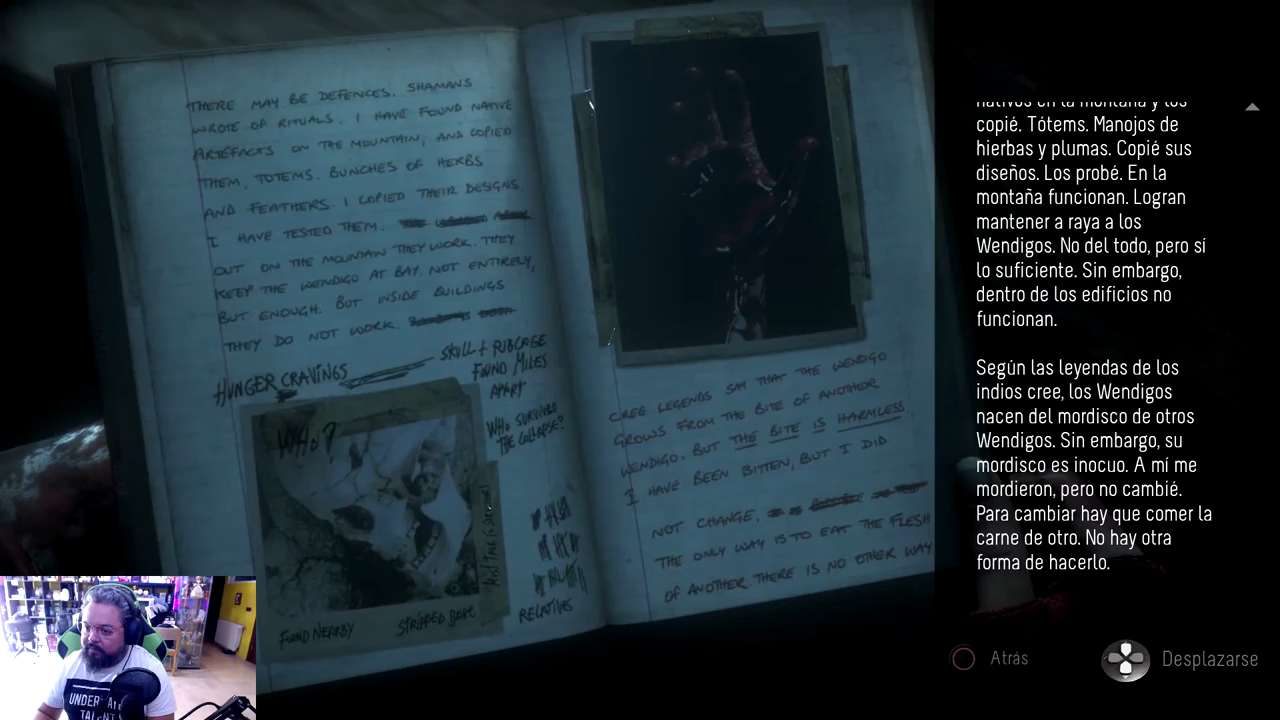 THERE MAY BE DEFENCES. SHAMANS
WROTE OF RITUALS. I HAVE FOUND NATIVE
ARTEFACTS ON THE MOUNTAIN, AND COPIED
THEM, TOTEMS. BUNCHES OF HERBS
AND FEATHERS. I COPIED THEIR DESIGNS.
I HAVE TESTED THEM.
OUT ON THE MOUNTAIN THEY WORK. THEY
KEEP THE WENDIGO AT BAY. NOT ENTIRELY,
BUT ENOUGH. BUT INSIDE BUILDINGS
THEY DO NOT WORK.
HUNGER CRAVINGS
SKULL + RIBCAGE
FOUND MILES
APART
WHO?
WHO SURVIVED
THE COLLAPSE?
RELATIVES
FOUND NEARBY
STRIPPED BARE
CREE LEGENDS SAY THAT THE WENDIGO
GROWS FROM THE BITE OF ANOTHER
WENDIGO. BUT THE BITE IS HARMLESS
I HAVE BEEN BITTEN, BUT I DID
NOT CHANGE.
THE ONLY WAY IS TO EAT THE FLESH
OF ANOTHER. THERE IS NO OTHER WAY
nativos en la montaña y los
copié. Tótems. Manojos de
hierbas y plumas. Copié sus
diseños. Los probé. En la
montaña funcionan. Logran
mantener a raya a los
Wendigos. No del todo, pero sí
lo suficiente. Sin embargo,
dentro de los edificios no
funcionan.
Según las leyendas de los
indios cree, los Wendigos
nacen del mordisco de otros
Wendigos. Sin embargo, su
mordisco es inocuo. A mí me
mordieron, pero no cambié.
Para cambiar hay que comer la
carne de otro. No hay otra
forma de hacerlo.
Atrás
Desplazarse